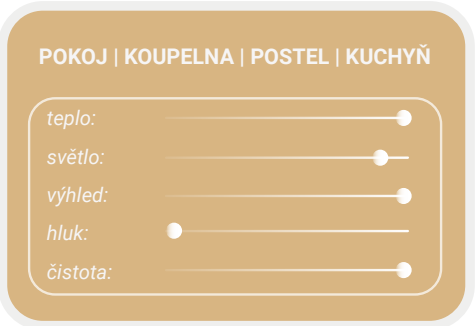 POKOJ | KOUPELNA | POSTEL | KUCHYŇ
teplo:
světlo:
výhled:
hluk:
čistota: